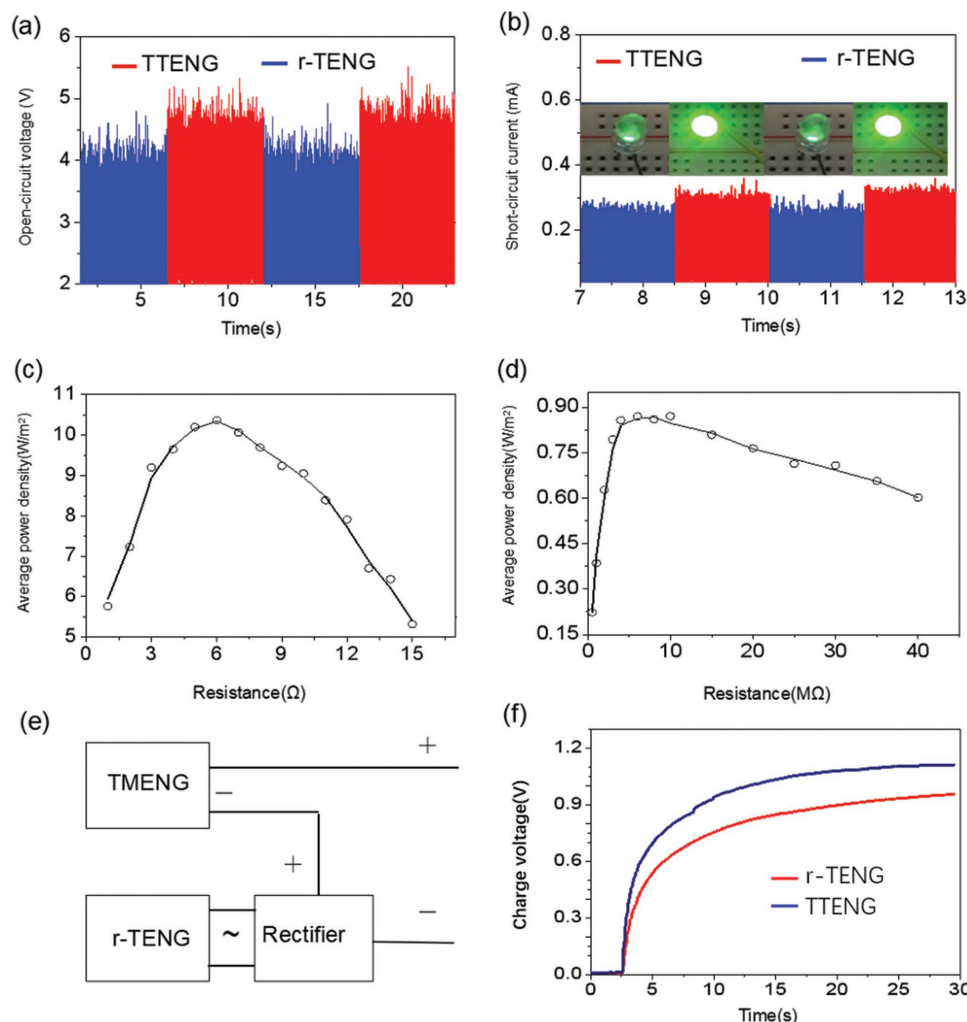 (a)
6
5
4
3
2
Open-circuit voltage (V)
TTENG
r-TENG
5
10
15
20
Time(s)
(b)
0.8
0.6
0.4
0.2
Short-circuit current (mA)
TTENG
r-TENG
7
8
9
10
11
12
13
Time(s)
(c)
11
10
9
8
7
6
5
Average power density(W/m²)
0
3
6
9
12
15
Resistance(Ω)
(d)
0.90
0.75
0.60
0.45
0.30
0.15
Average power density(W/m²)
0
10
20
30
40
Resistance(MΩ)
(e)
TMENG
+
−
+
r-TENG
~
Rectifier
−
(f)
1.2
0.9
0.6
0.3
0.0
Charge voltage(V)
r-TENG
TTENG
0
5
10
15
20
25
30
Time(s)